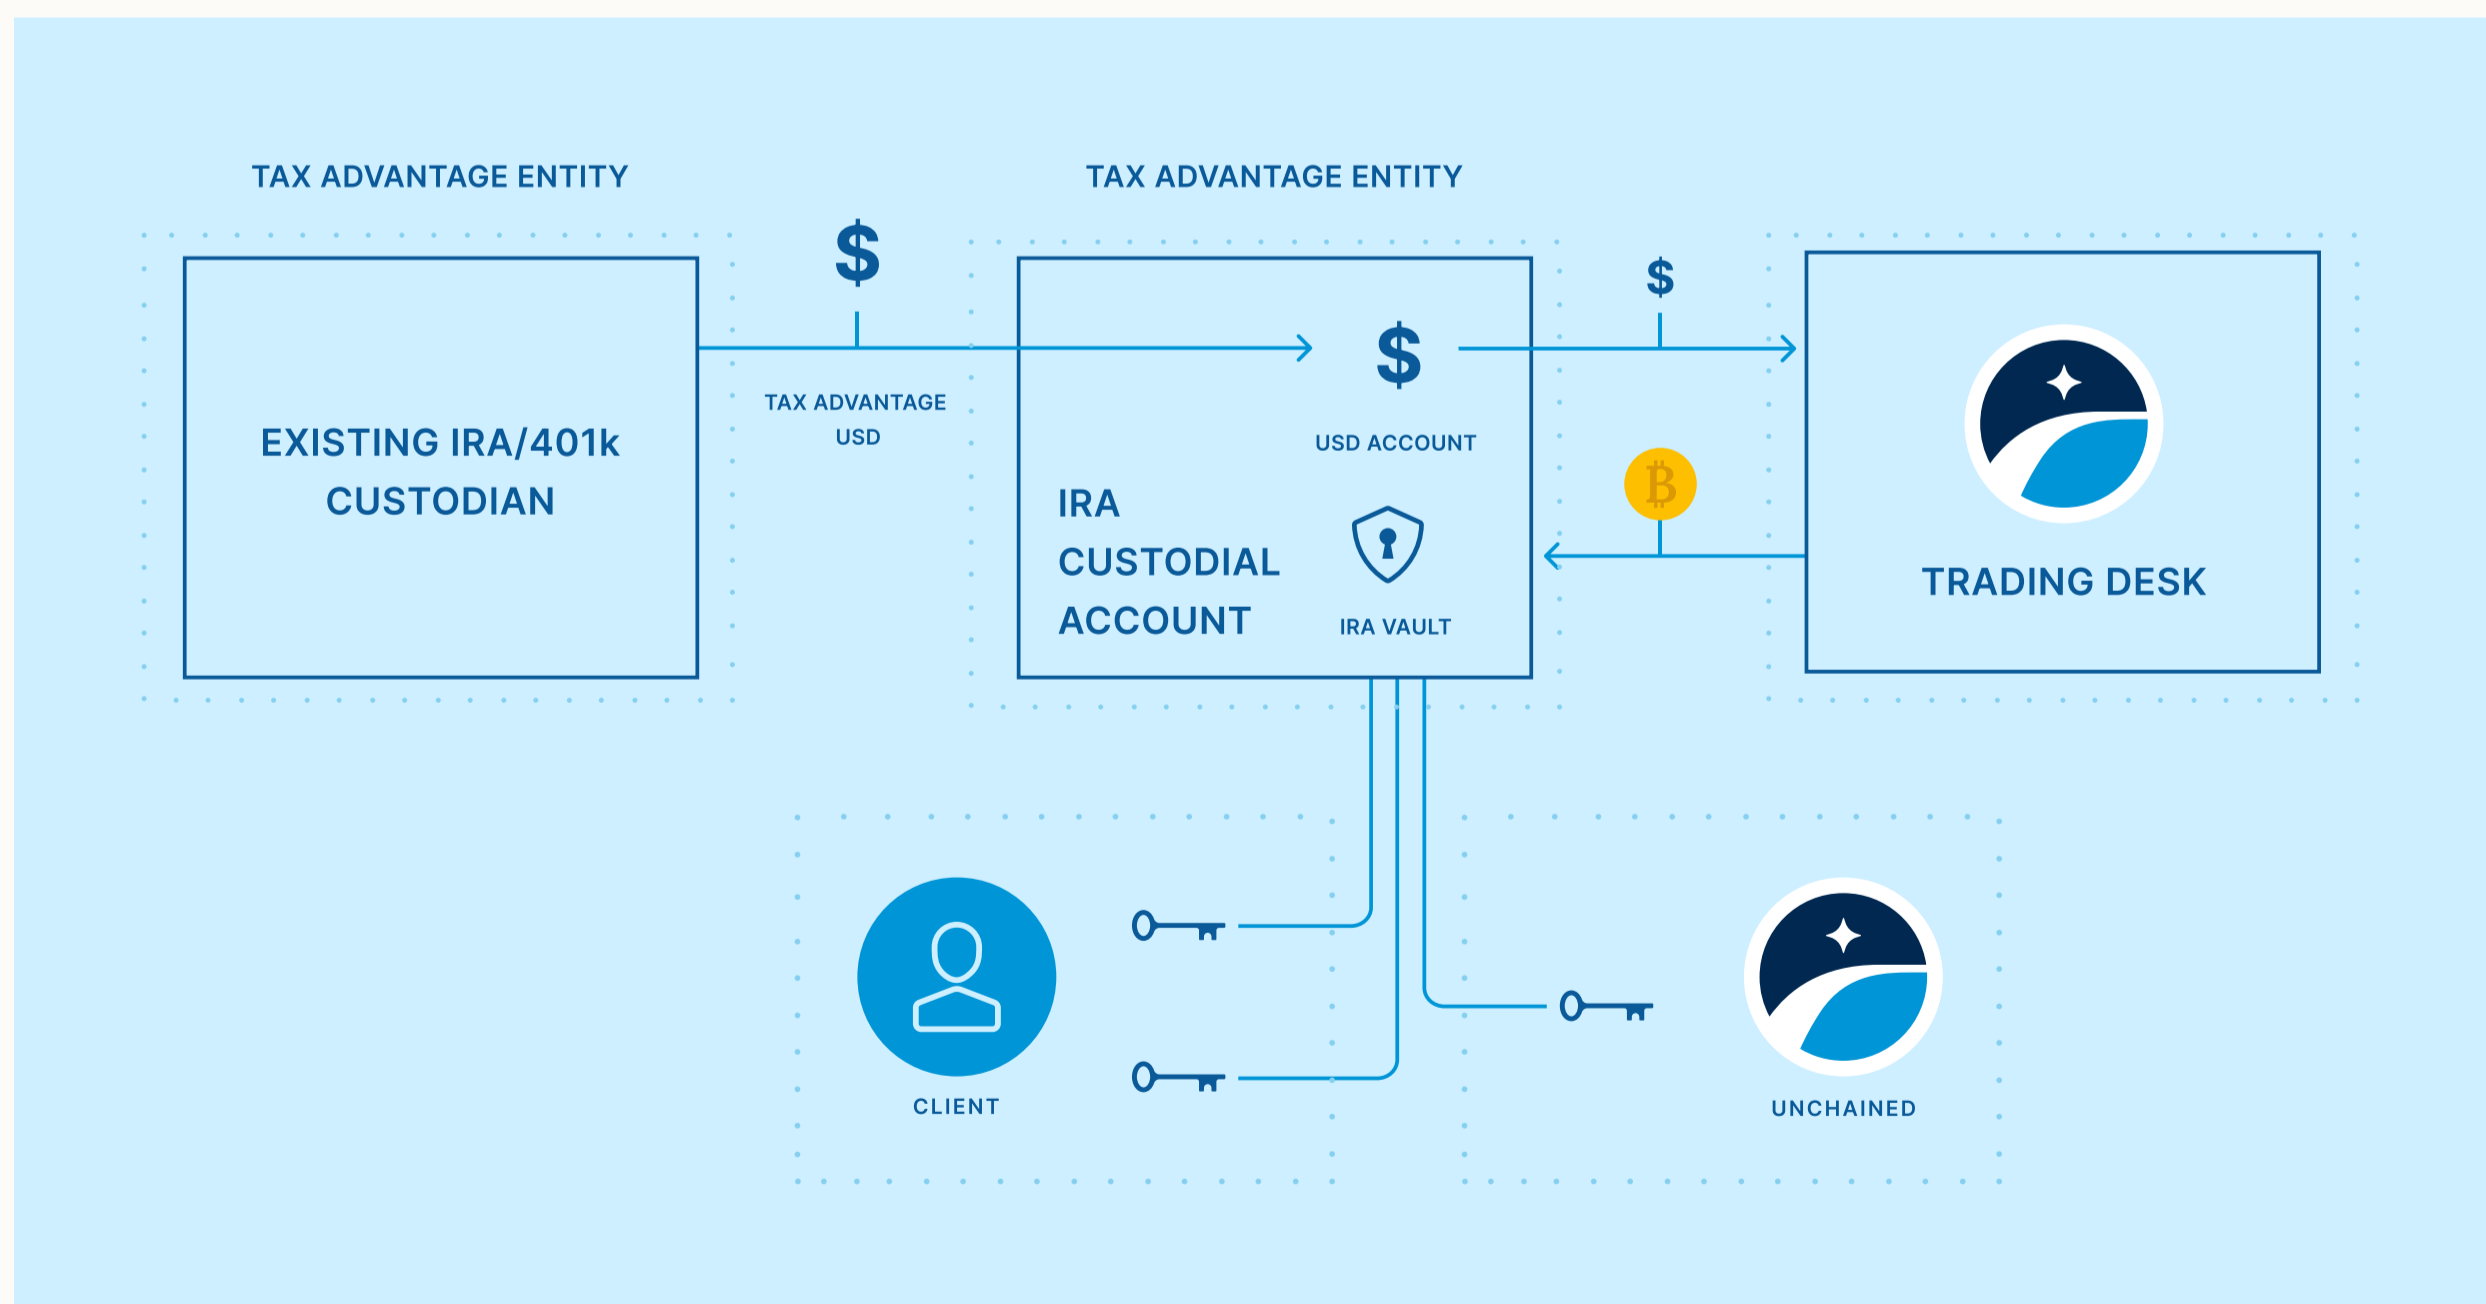 TAX ADVANTAGE ENTITY
TAX ADVANTAGE ENTITY
$
$
$
TAX ADVANTAGE
USD
EXISTING IRA/401k
CUSTODIAN
USD ACCOUNT
IRA
CUSTODIAL
ACCOUNT
IRA VAULT
₿
TRADING DESK
CLIENT
UNCHAINED